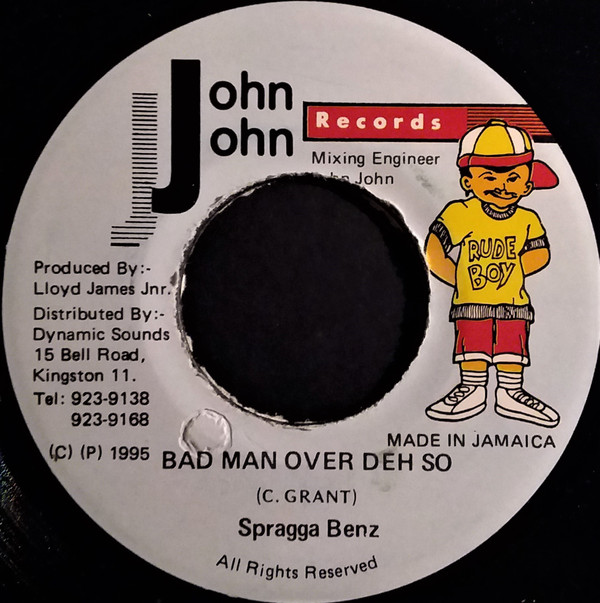 John
John
Records
Mixing Engineer
John
RUDE
BOY
Produced By:-
Lloyd James Jnr.
Distributed By:-
Dynamic Sounds
15 Bell Road,
Kingston 11.
Tel: 923-9138
923-9168
MADE IN JAMAICA
(C) (P) 1995
BAD MAN OVER DEH SO
(C. GRANT)
Spragga Benz
All Rights Reserved